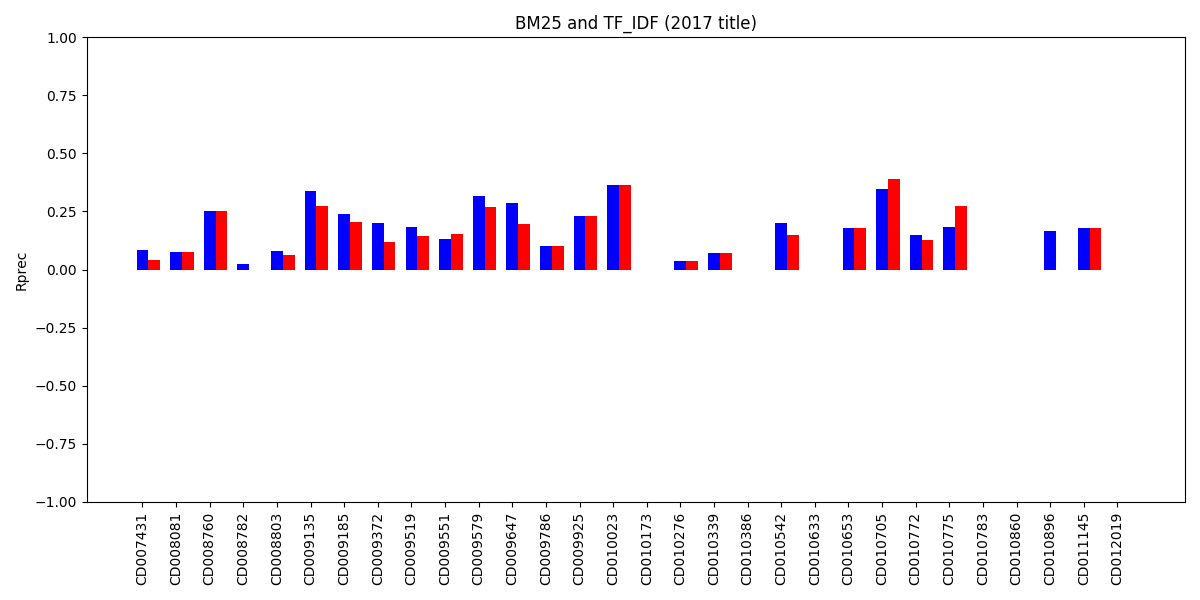 BM25 and TF_IDF (2017 title)
1.00
0.75
0.50
0.25
0.00
−0.25
−0.50
−0.75
−1.00
Rprec
CD007431
CD008081
CD008760
CD008782
CD008803
CD009135
CD009185
CD009372
CD009519
CD009551
CD009579
CD009647
CD009786
CD009925
CD010023
CD010173
CD010276
CD010339
CD010386
CD010542
CD010633
CD010653
CD010705
CD010772
CD010775
CD010783
CD010860
CD010896
CD011145
CD012019